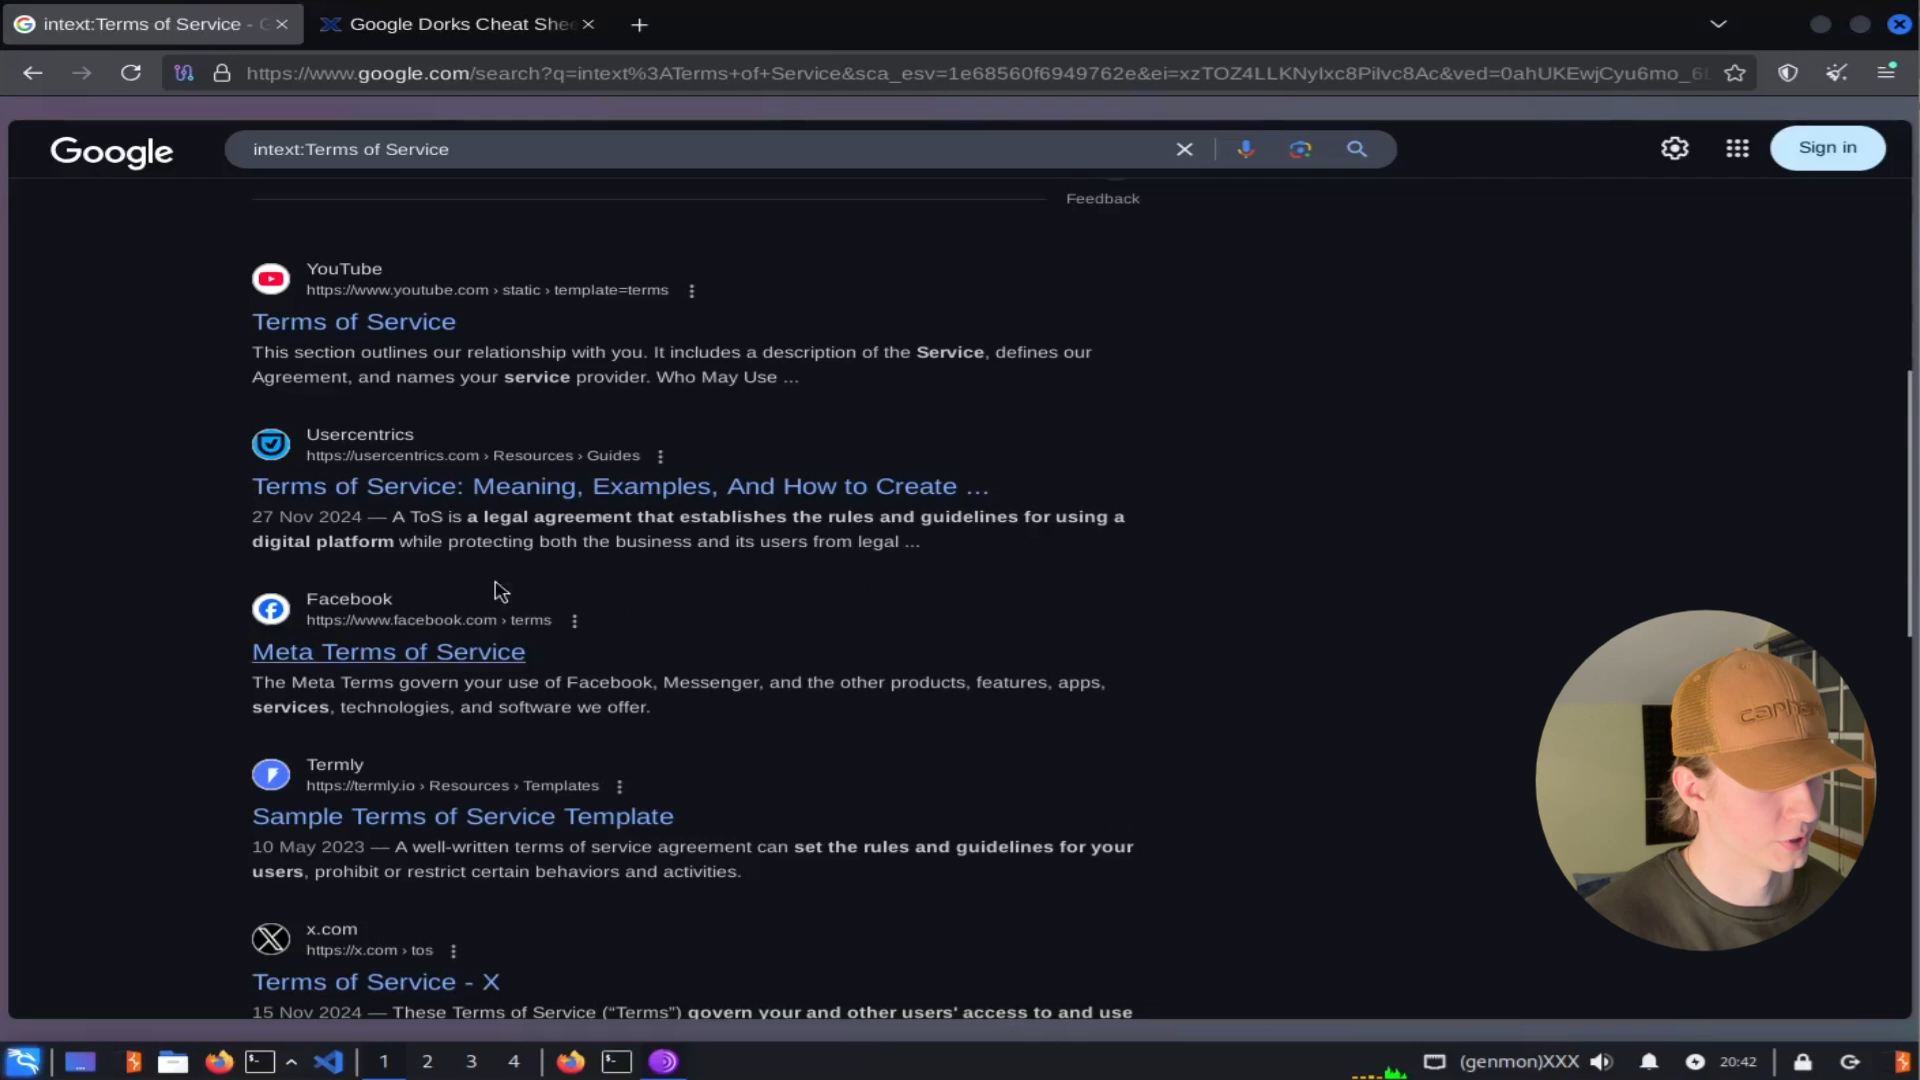 intext:Terms of Service - G
Google Dorks Cheat She
https://www.google.com/search?q=intext%3ATerms+of+Service&sca_esv=1e68560f6949762e&ei=xzTOZ4LLKNyIxc8PiIvc8Ac&ved=0ahUKEwjCyu6mo_6L
Google
intext:Terms of Service
Sign in
Feedback
YouTube
https://www.youtube.com › static › template=terms
Terms of Service
This section outlines our relationship with you. It includes a description of the Service, defines our
Agreement, and names your service provider. Who May Use ...
Usercentrics
https://usercentrics.com › Resources › Guides
Terms of Service: Meaning, Examples, And How to Create ...
27 Nov 2024 — A ToS is a legal agreement that establishes the rules and guidelines for using a
digital platform while protecting both the business and its users from legal ...
Facebook
https://www.facebook.com › terms
Meta Terms of Service
The Meta Terms govern your use of Facebook, Messenger, and the other products, features, apps,
services, technologies, and software we offer.
Termly
https://termly.io › Resources › Templates
Sample Terms of Service Template
10 May 2023 — A well-written terms of service agreement can set the rules and guidelines for your
users, prohibit or restrict certain behaviors and activities.
x.com
https://x.com › tos
Terms of Service - X
15 Nov 2024 — These Terms of Service (“Terms”) govern your and other users' access to and use
1 2 3 4
(genmon)XXX
20:42